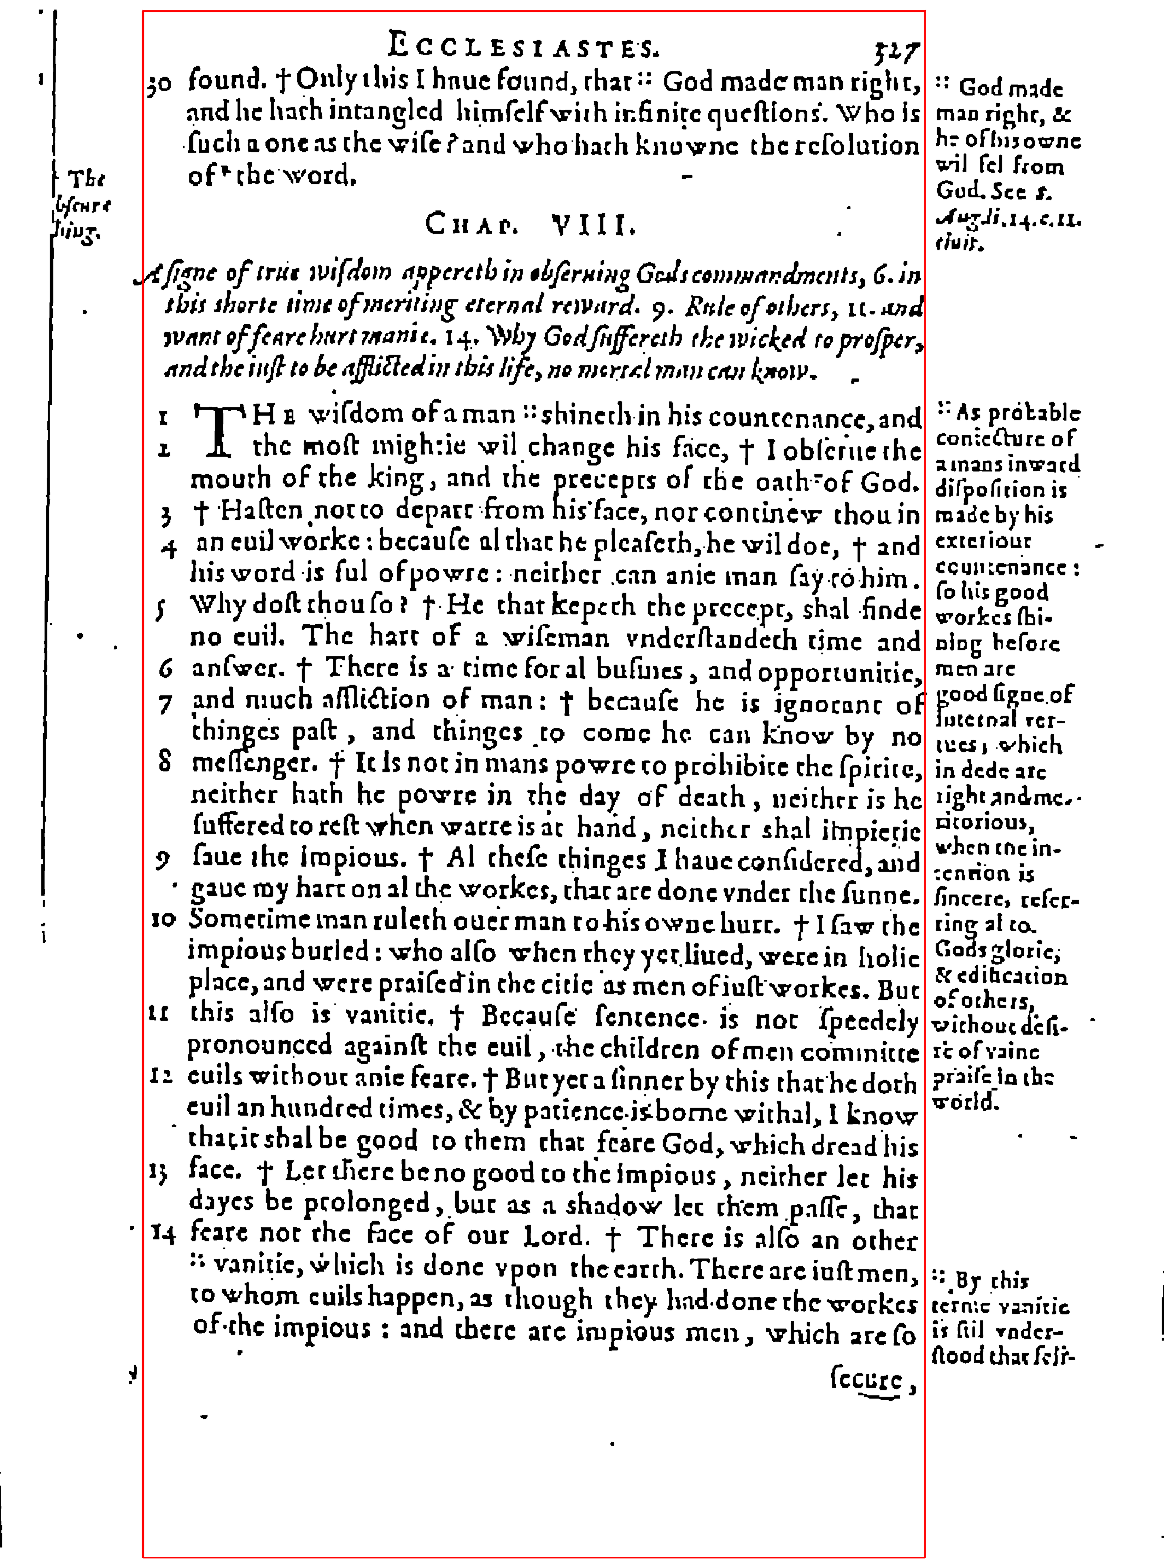 ECCLESIASTES. 327
30 found. † Only this I haue found, that :: God made man right,
and he hath intangled himſelf with infinite queſtions. Who is
ſuch a one as the wiſe? and who hath knowne the reſolution
of the word.
CHAP. VIII.
A ſigne of true wiſdom appereth in obſeruing Gods commandments, 6. in
this shorte time of meriting eternal reward. 9. Rule of others, 11. and
want of feare hurt manie. 14. Why God ſuffereth the wicked to proſper,
and the iuſt to be afflicted in this life, no mortal man can know.
1 THE wiſdom of a man :: shineth in his countenance, and
2 the moſt mightie wil change his face, † I obſerue the
mouth of the king, and the precepts of the oath of God.
3 † Haſten not to depart from his face, nor continew thou in
4 an euil worke: becauſe al that he pleaſeth, he wil doe, † and
his word is ful of powre: neither can anie man ſay to him.
5 Why doſt thou ſo? † He that kepeth the precept, shal finde
no euil. The hart of a wiſeman vnderſtandeth time and
6 anſwer. † There is a time for al buſines, and opportunitie,
7 and much affliction of man: † becauſe he is ignorant of
thinges paſt, and thinges to come he can know by no
8 meſſenger. † It is not in mans powre to prohibite the ſpirite,
neither hath he powre in the day of death, neither is he
ſuffered to reſt when warre is at hand, neither shal impietie
9 ſaue the impious. † Al theſe thinges I haue conſidered, and
gaue my hart on al the workes, that are done vnder the ſunne.
10 Sometime man ruleth ouer man to his owne hurt. † I ſaw the
impious buried: who alſo when they yet liued, were in holie
place, and were praiſed in the citie as men of iuſt workes. But
11 this alſo is vanitie. † Becauſe ſentence is not ſpeedely
pronounced againſt the euil, the children of men committe
12 euils without anie feare. † But yet a ſinner by this that he doth
euil an hundred times, & by patience is borne withal, I know
that it shal be good to them that feare God, which dread his
13 face. † Let there be no good to the impious, neither let his
dayes be prolonged, but as a shadow let them paſſe, that
14 feare not the face of our Lord. † There is alſo an other
:: vanitie, which is done vpon the earth. There are iuſt men,
to whom euils happen, as though they had done the workes
of the impious: and there are impious men, which are ſo
ſecure,
The
bſcure
hing.
:: God made
man right, &
he of his owne
wil fel from
God. See S.
Aug. li. 14. c. 11.
ciuit.
:: As probable
coniecture of
a mans inward
diſpoſition is
made by his
exteriour
countenance:
ſo his good
workes ſhi-
ning before
men are
good ſigne of
internal ver-
tues, which
in dede are
right and me-
ritorious,
when the in-
tention is
ſincere, refer-
ring al to
Gods glorie,
& edification
of others,
without deſi-
re of vaine
praiſe in the
world.
:: By this
terme vanitie
is ſtil vnder-
ſtood that